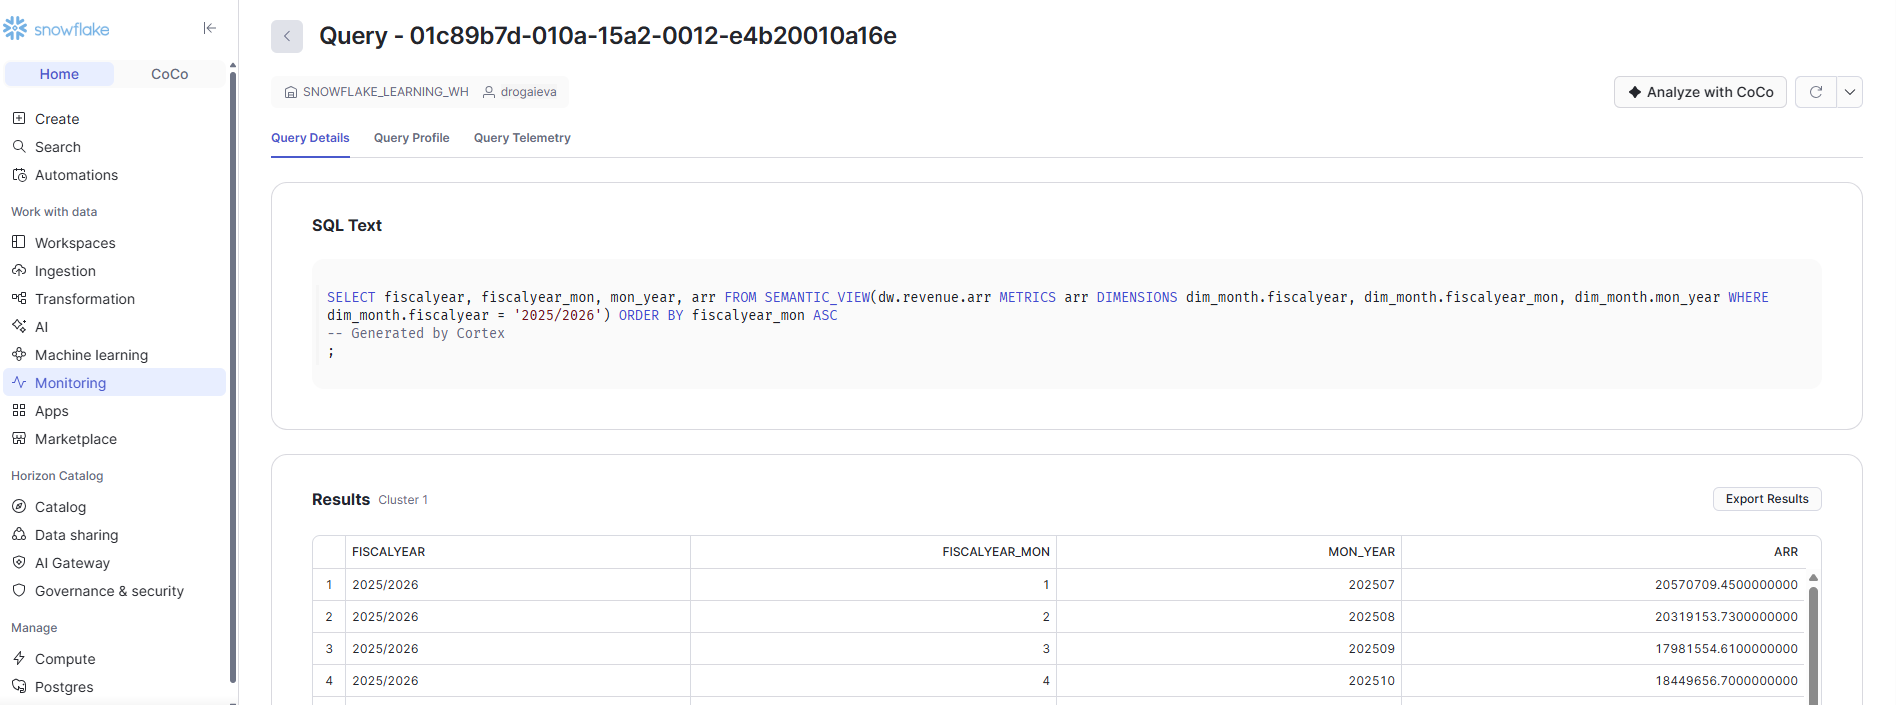 snowflake
Home
CoCo
Create
Search
Automations
Work with data
Workspaces
Ingestion
Transformation
AI
Machine learning
Monitoring
Apps
Marketplace
Horizon Catalog
Catalog
Data sharing
AI Gateway
Governance & security
Manage
Compute
Postgres
Query - 01c89b7d-010a-15a2-0012-e4b20010a16e
SNOWFLAKE_LEARNING_WH drogaieva
Analyze with CoCo
Query Details Query Profile Query Telemetry
SQL Text
SELECT fiscalyear, fiscalyear_mon, mon_year, arr FROM SEMANTIC_VIEW(dw.revenue.arr METRICS arr DIMENSIONS dim_month.fiscalyear, dim_month.fiscalyear_mon, dim_month.mon_year WHERE
dim_month.fiscalyear = '2025/2026') ORDER BY fiscalyear_mon ASC
-- Generated by Cortex
;
Results Cluster 1
Export Results
FISCALYEAR FISCALYEAR_MON MON_YEAR ARR
1 2025/2026 1 202507 20570709.4500000000
2 2025/2026 2 202508 20319153.7300000000
3 2025/2026 3 202509 17981554.6100000000
4 2025/2026 4 202510 18449656.7000000000